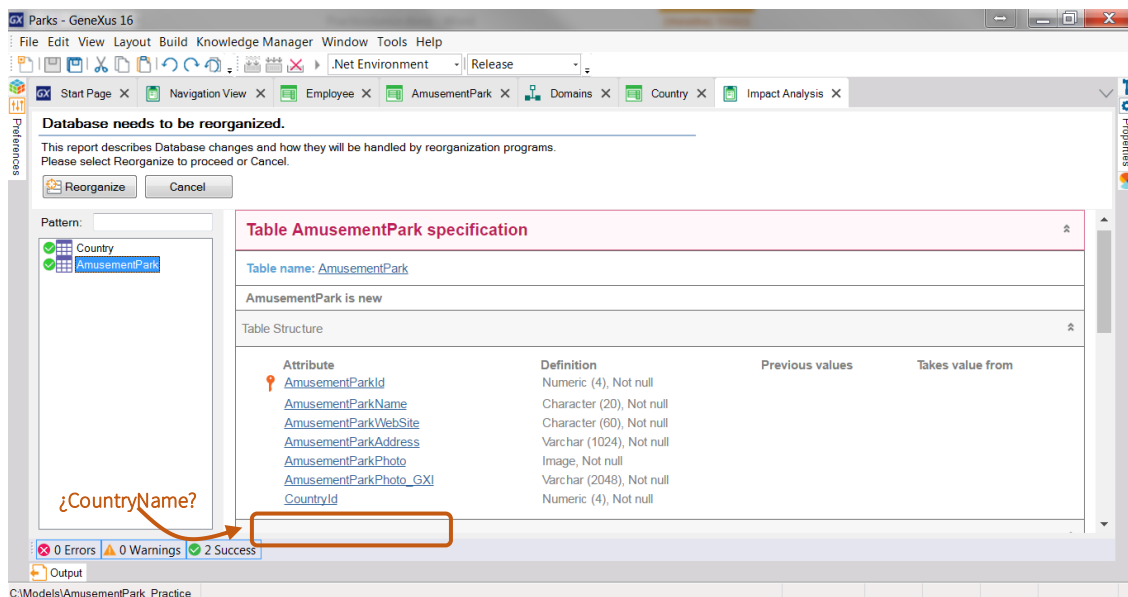 GX Parks - GeneXus 16
File Edit View Layout Build Knowledge Manager Window Tools Help
.Net Environment Release
GX Start Page Navigation View Employee AmusementPark Domains Country Impact Analysis
Preferences
Properties
Database needs to be reorganized.
This report describes Database changes and how they will be handled by reorganization programs.
Please select Reorganize to proceed or Cancel.
Reorganize Cancel
Pattern:
Country
AmusementPark
Table AmusementPark specification
Table name: AmusementPark
AmusementPark is new
Table Structure
Attribute Definition Previous values Takes value from
AmusementParkId Numeric (4), Not null
AmusementParkName Character (20), Not null
AmusementParkWebSite Character (60), Not null
AmusementParkAddress Varchar (1024), Not null
AmusementParkPhoto Image, Not null
AmusementParkPhoto_GXI Varchar (2048), Not null
CountryId Numeric (4), Not null
¿CountryName?
0 Errors 0 Warnings 2 Success
Output
C:\Models\AmusementPark_Practice